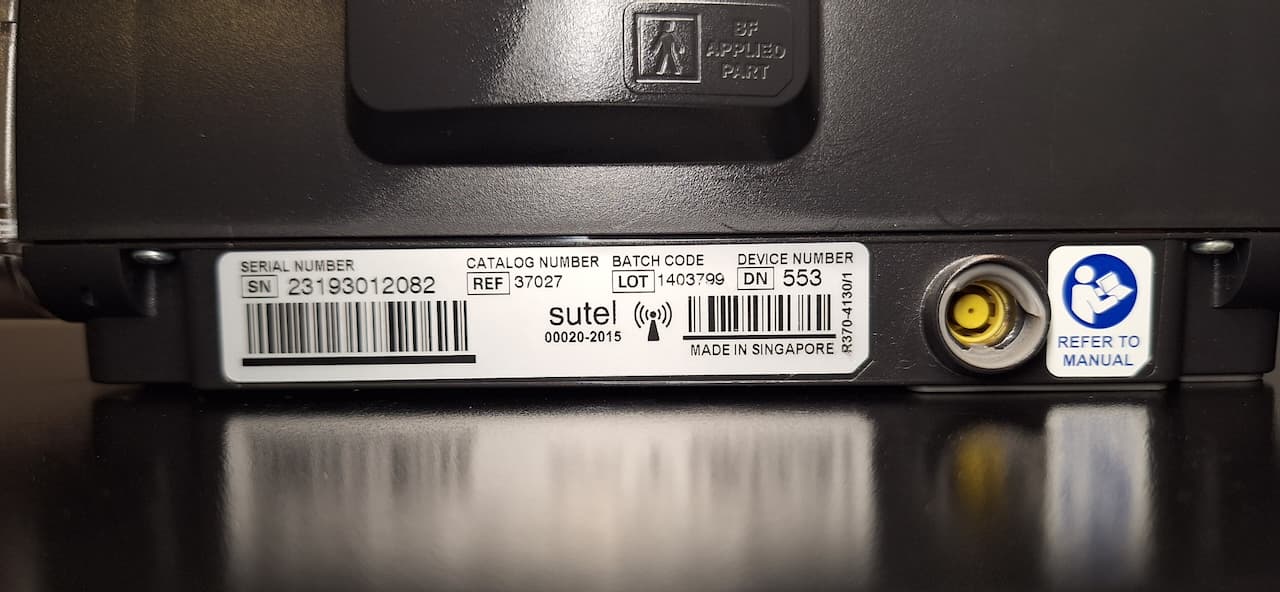 BF
APPLIED
PART
SERIAL NUMBER
SN 23193012082
CATALOG NUMBER
REF 37027
BATCH CODE
LOT 1403799
DEVICE NUMBER
DN 553
sutel
00020-2015
MADE IN SINGAPORE
R370-4130/1
REFER TO
MANUAL